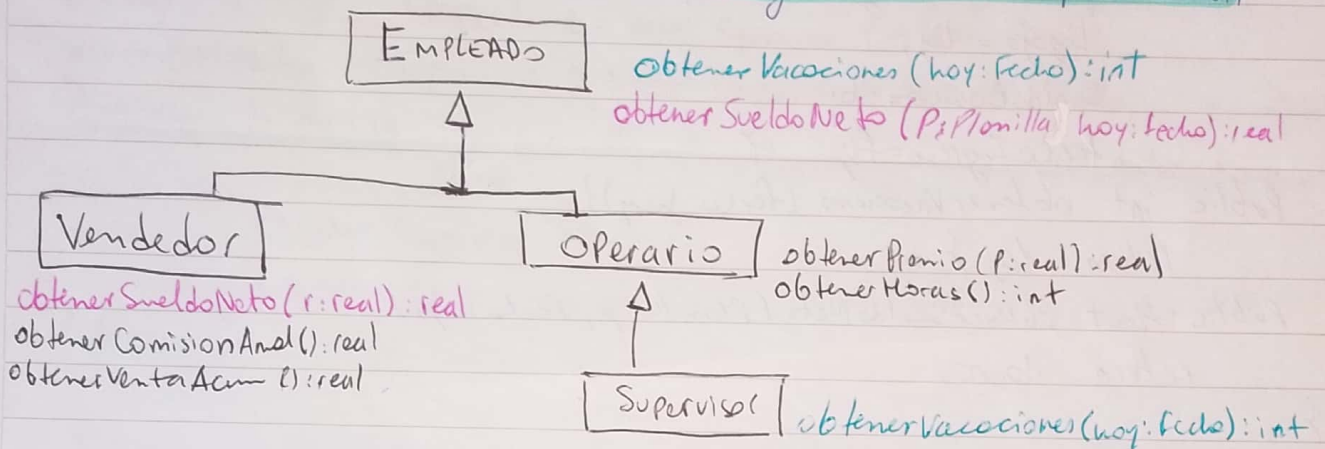 EMPLEADO
obtenerVacaciones (hoy: Fecha): int
obtenerSueldoNeto (P:Planilla hoy: fecha): real
Vendedor
Operario
obtenerPremio (P: real): real
obtenerHoras(): int
obtenerSueldoNeto (r: real): real
obtenerComisionAmal(): real
obtenerVentaAcum (): real
Supervisor
obtenerVacaciones (hoy: fecha): int